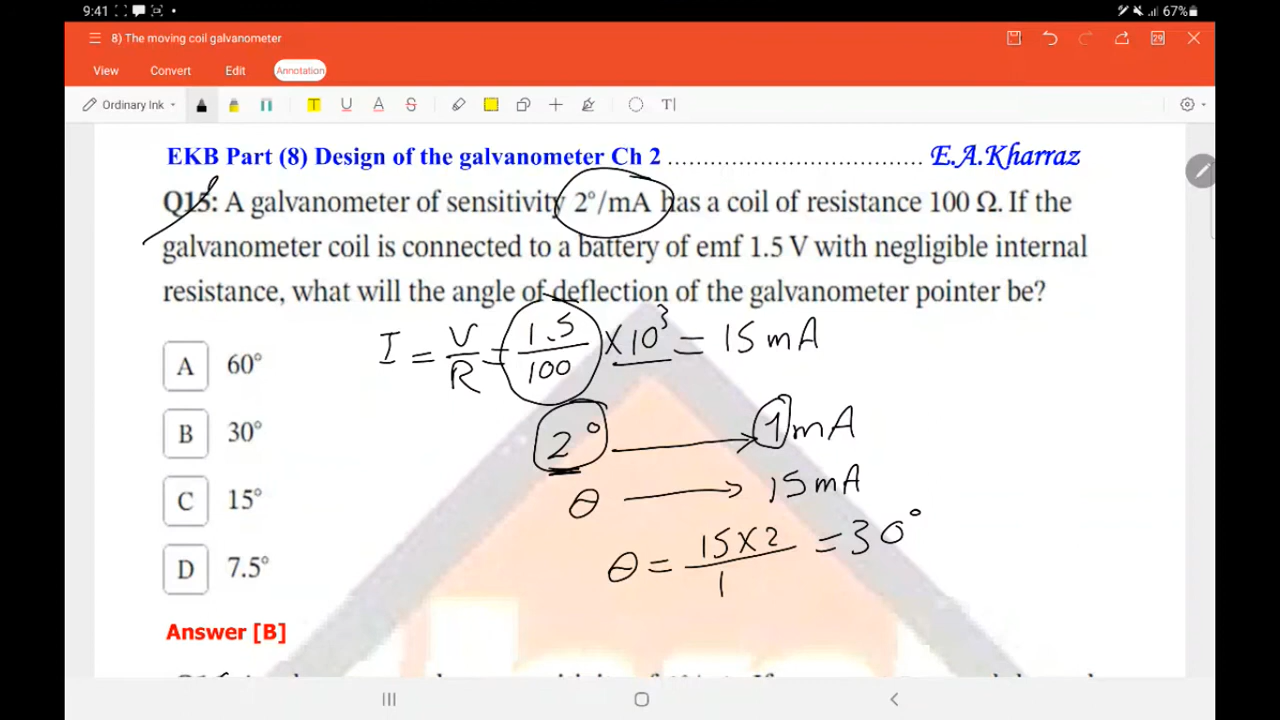 9:41 67%
8) The moving coil galvanometer
View Convert Edit Annotation
Ordinary Ink
EKB Part (8) Design of the galvanometer Ch 2 .................................... E.A.Kharraz
Q15: A galvanometer of sensitivity 2°/mA has a coil of resistance 100 Ω. If the
galvanometer coil is connected to a battery of emf 1.5 V with negligible internal
resistance, what will the angle of deflection of the galvanometer pointer be?
I = V/R = 1.5/100 × 10³ = 15 mA
A 60°
2° → 1 mA
B 30°
θ → 15 mA
C 15°
θ = 15×2/1 = 30°
D 7.5°
Answer [B]